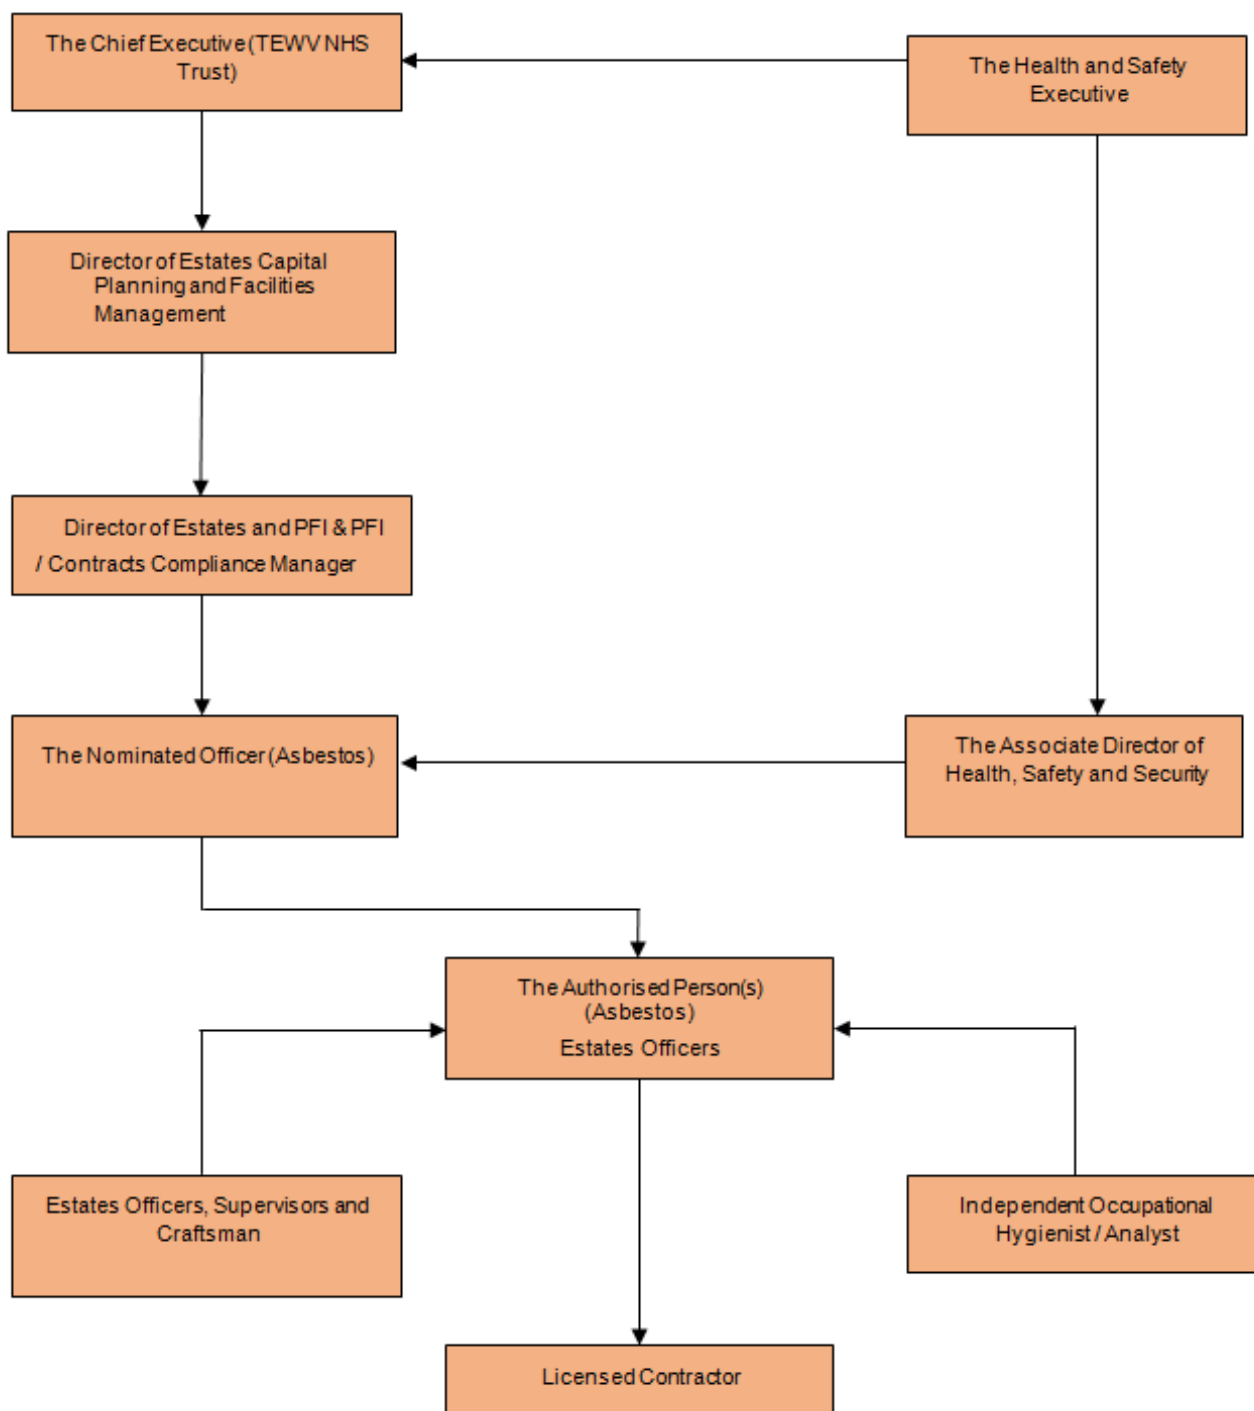 The Chief Executive (TEWV NHS
Trust)
The Health and Safety
Executive
Director of Estates Capital
Planning and Facilities
Management
Director of Estates and PFI & PFI
/ Contracts Compliance Manager
The Nominated Officer (Asbestos)
The Associate Director of
Health, Safety and Security
The Authorised Person(s)
(Asbestos)
Estates Officers
Estates Officers, Supervisors and
Craftsman
Independent Occupational
Hygienist / Analyst
Licensed Contractor